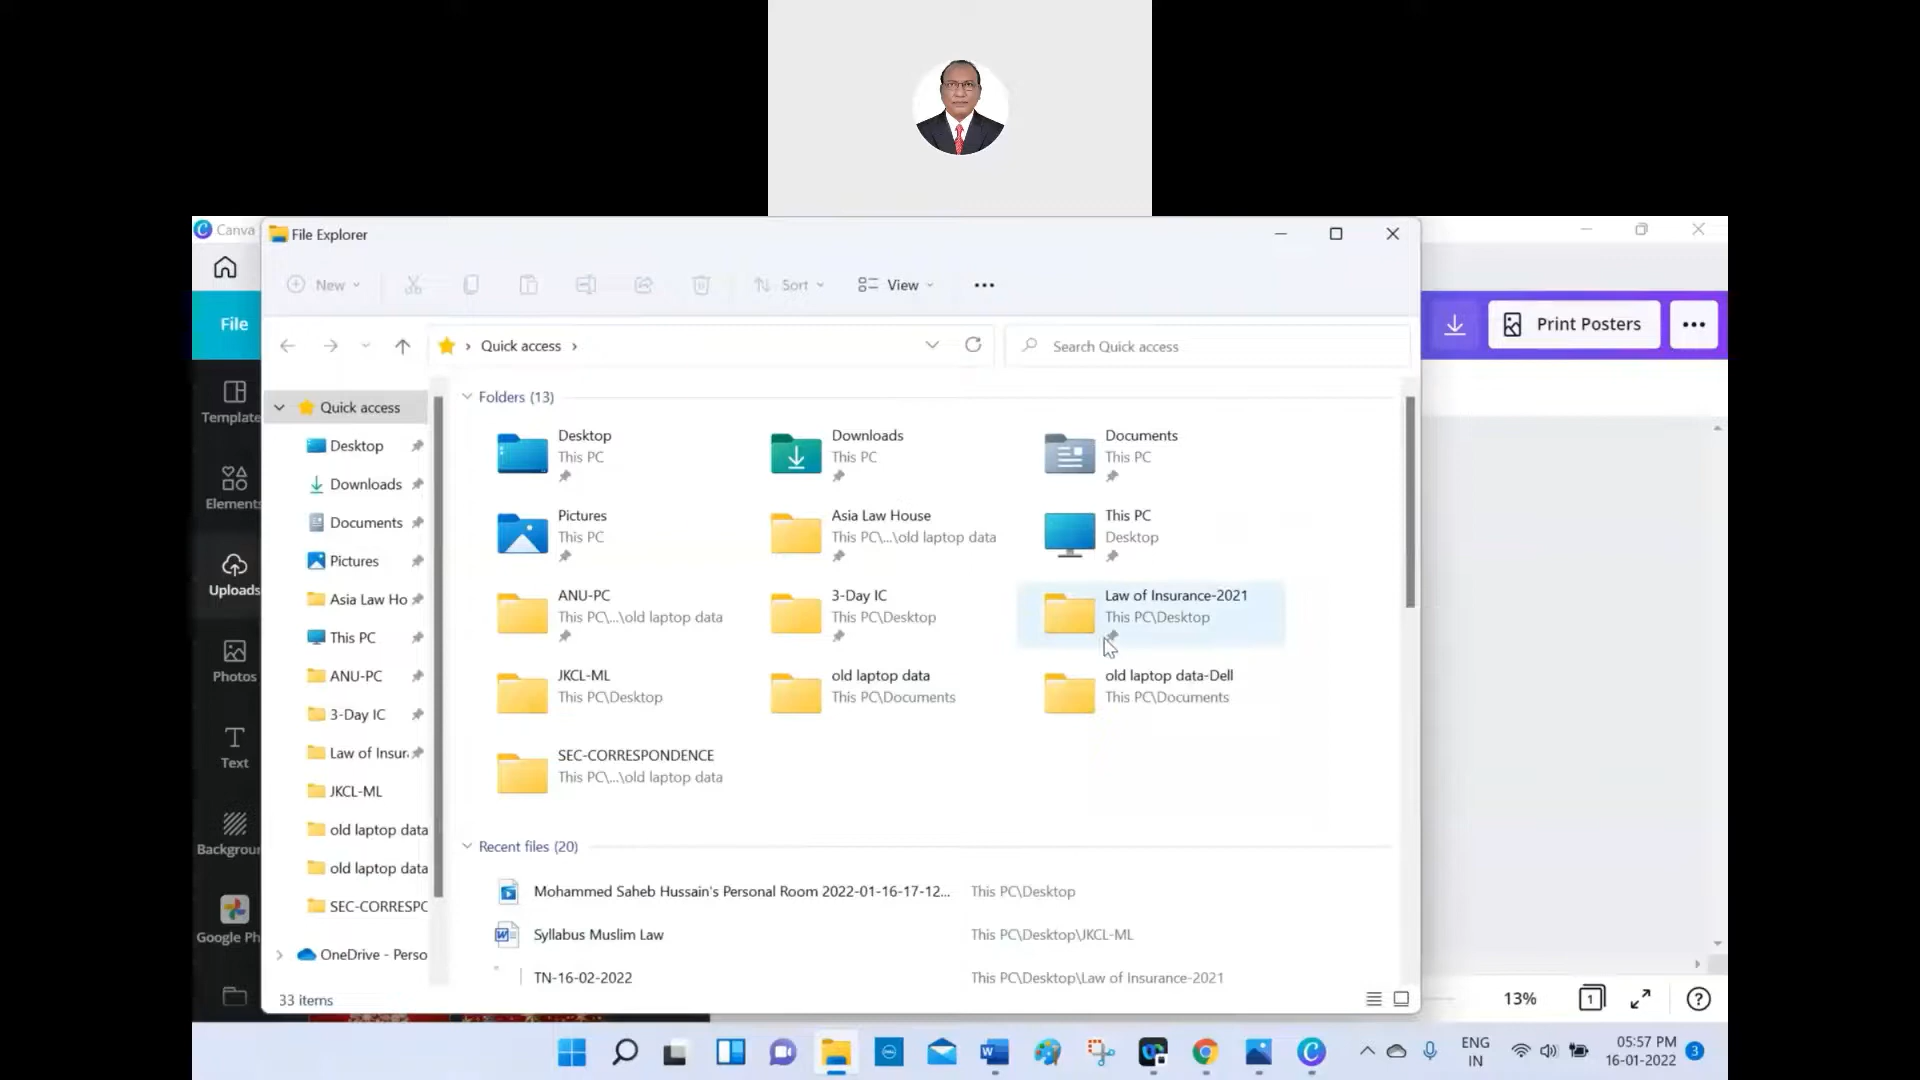 Canva
File Explorer
New
Sort
View
File
Print Posters
Quick access
Search Quick access
Quick access
Desktop
Downloads
Documents
Pictures
Asia Law Ho
This PC
ANU-PC
3-Day IC
Law of Insur
JKCL-ML
old laptop data
old laptop data
SEC-CORRESPC
OneDrive - Perso
33 items
Template
Elements
Uploads
Photos
Text
Backgrour
Google Ph
Folders (13)
Desktop
This PC
Downloads
This PC
Documents
This PC
Pictures
This PC
Asia Law House
This PC\...\old laptop data
This PC
Desktop
ANU-PC
This PC\...\old laptop data
3-Day IC
This PC\Desktop
Law of Insurance-2021
This PC\Desktop
JKCL-ML
This PC\Desktop
old laptop data
This PC\Documents
old laptop data-Dell
This PC\Documents
SEC-CORRESPONDENCE
This PC\...\old laptop data
Recent files (20)
Mohammed Saheb Hussain's Personal Room 2022-01-16-17-12... This PC\Desktop
Syllabus Muslim Law This PC\Desktop\JKCL-ML
TN-16-02-2022 This PC\Desktop\Law of Insurance-2021
13%
1
ENG
IN
05:57 PM
16-01-2022
3